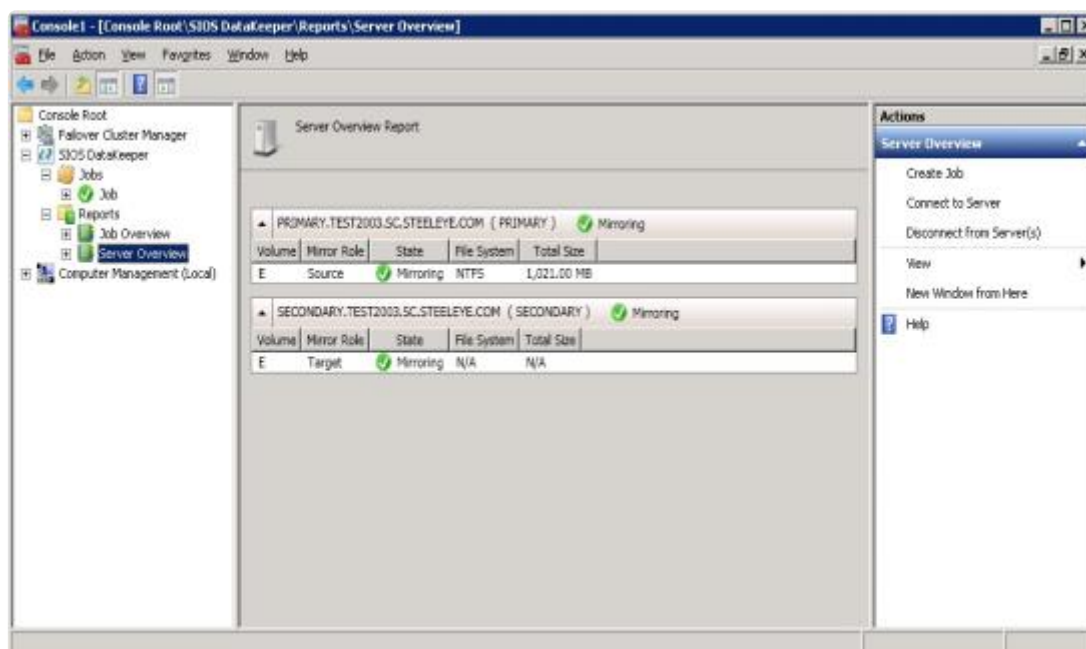 Console1 - [Console Root\SIOS DataKeeper\Reports\Server Overview]
File Action View Favorites Window Help
Console Root
Failover Cluster Manager
SIOS DataKeeper
Jobs
Job
Reports
Job Overview
Server Overview
Computer Management (Local)
Server Overview Report
PRIMARY.TEST2003.SC.STEELEYE.COM ( PRIMARY ) Mirroring
Volume Mirror Role State File System Total Size
E Source Mirroring NTFS 1,021.00 MB
SECONDARY.TEST2003.SC.STEELEYE.COM ( SECONDARY ) Mirroring
Volume Mirror Role State File System Total Size
E Target Mirroring N/A N/A
Actions
Server Overview
Create Job
Connect to Server
Disconnect from Server(s)
View
New Window from Here
Help